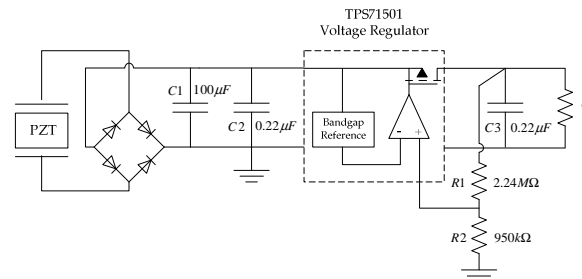 TPS71501
Voltage Regulator
C1 100μF
C2 0.22μF
PZT
Bandgap
Reference
- +
C3 0.22μF
R1 2.24MΩ
R2 950kΩ